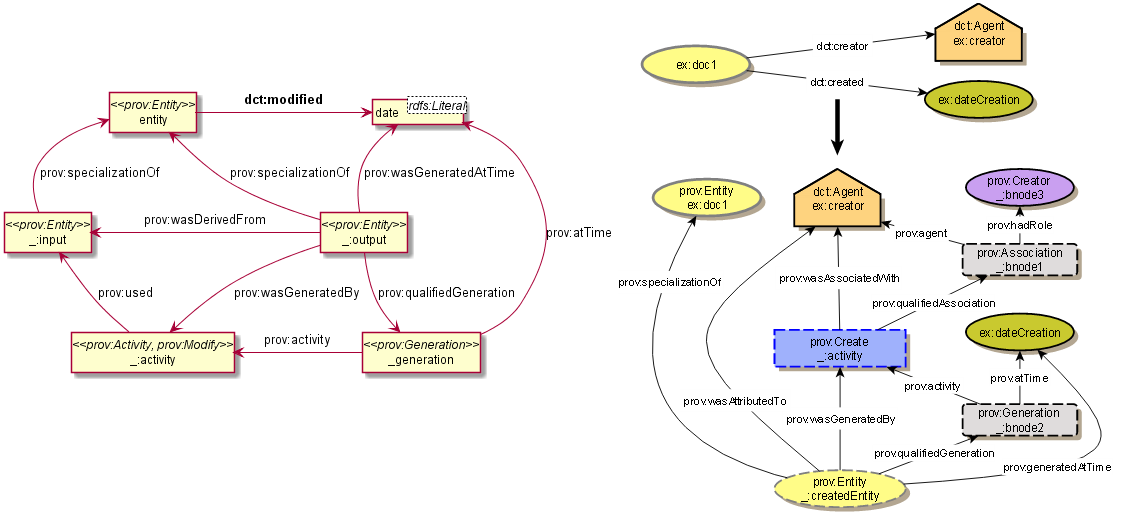 dct:modified
<<prov:Entity>>
entity
date
rdfs:Literal
prov:specializationOf
prov:specializationOf
prov:wasGeneratedAtTime
<<prov:Entity>>
_:input
prov:wasDerivedFrom
<<prov:Entity>>
_:output
prov:atTime
prov:used
prov:wasGeneratedBy
prov:qualifiedGeneration
<<prov:Activity, prov:Modify>>
_:activity
prov:activity
<<prov:Generation>>
_generation
ex:doc1
dct:creator
dct:Agent
ex:creator
dct:created
ex:dateCreation
prov:Entity
ex:doc1
dct:Agent
ex:creator
prov:Creator
_:bnode3
prov:hadRole
prov:agent
prov:Association
_:bnode1
prov:specializationOf
prov:wasAssociatedWith
prov:qualifiedAssociation
prov:Create
_:activity
ex:dateCreation
prov:activity
prov:atTime
prov:wasAttributedTo
prov:wasGeneratedBy
prov:Generation
_:bnode2
prov:qualifiedGeneration
prov:generatedAtTime
prov:Entity
_:createdEntity